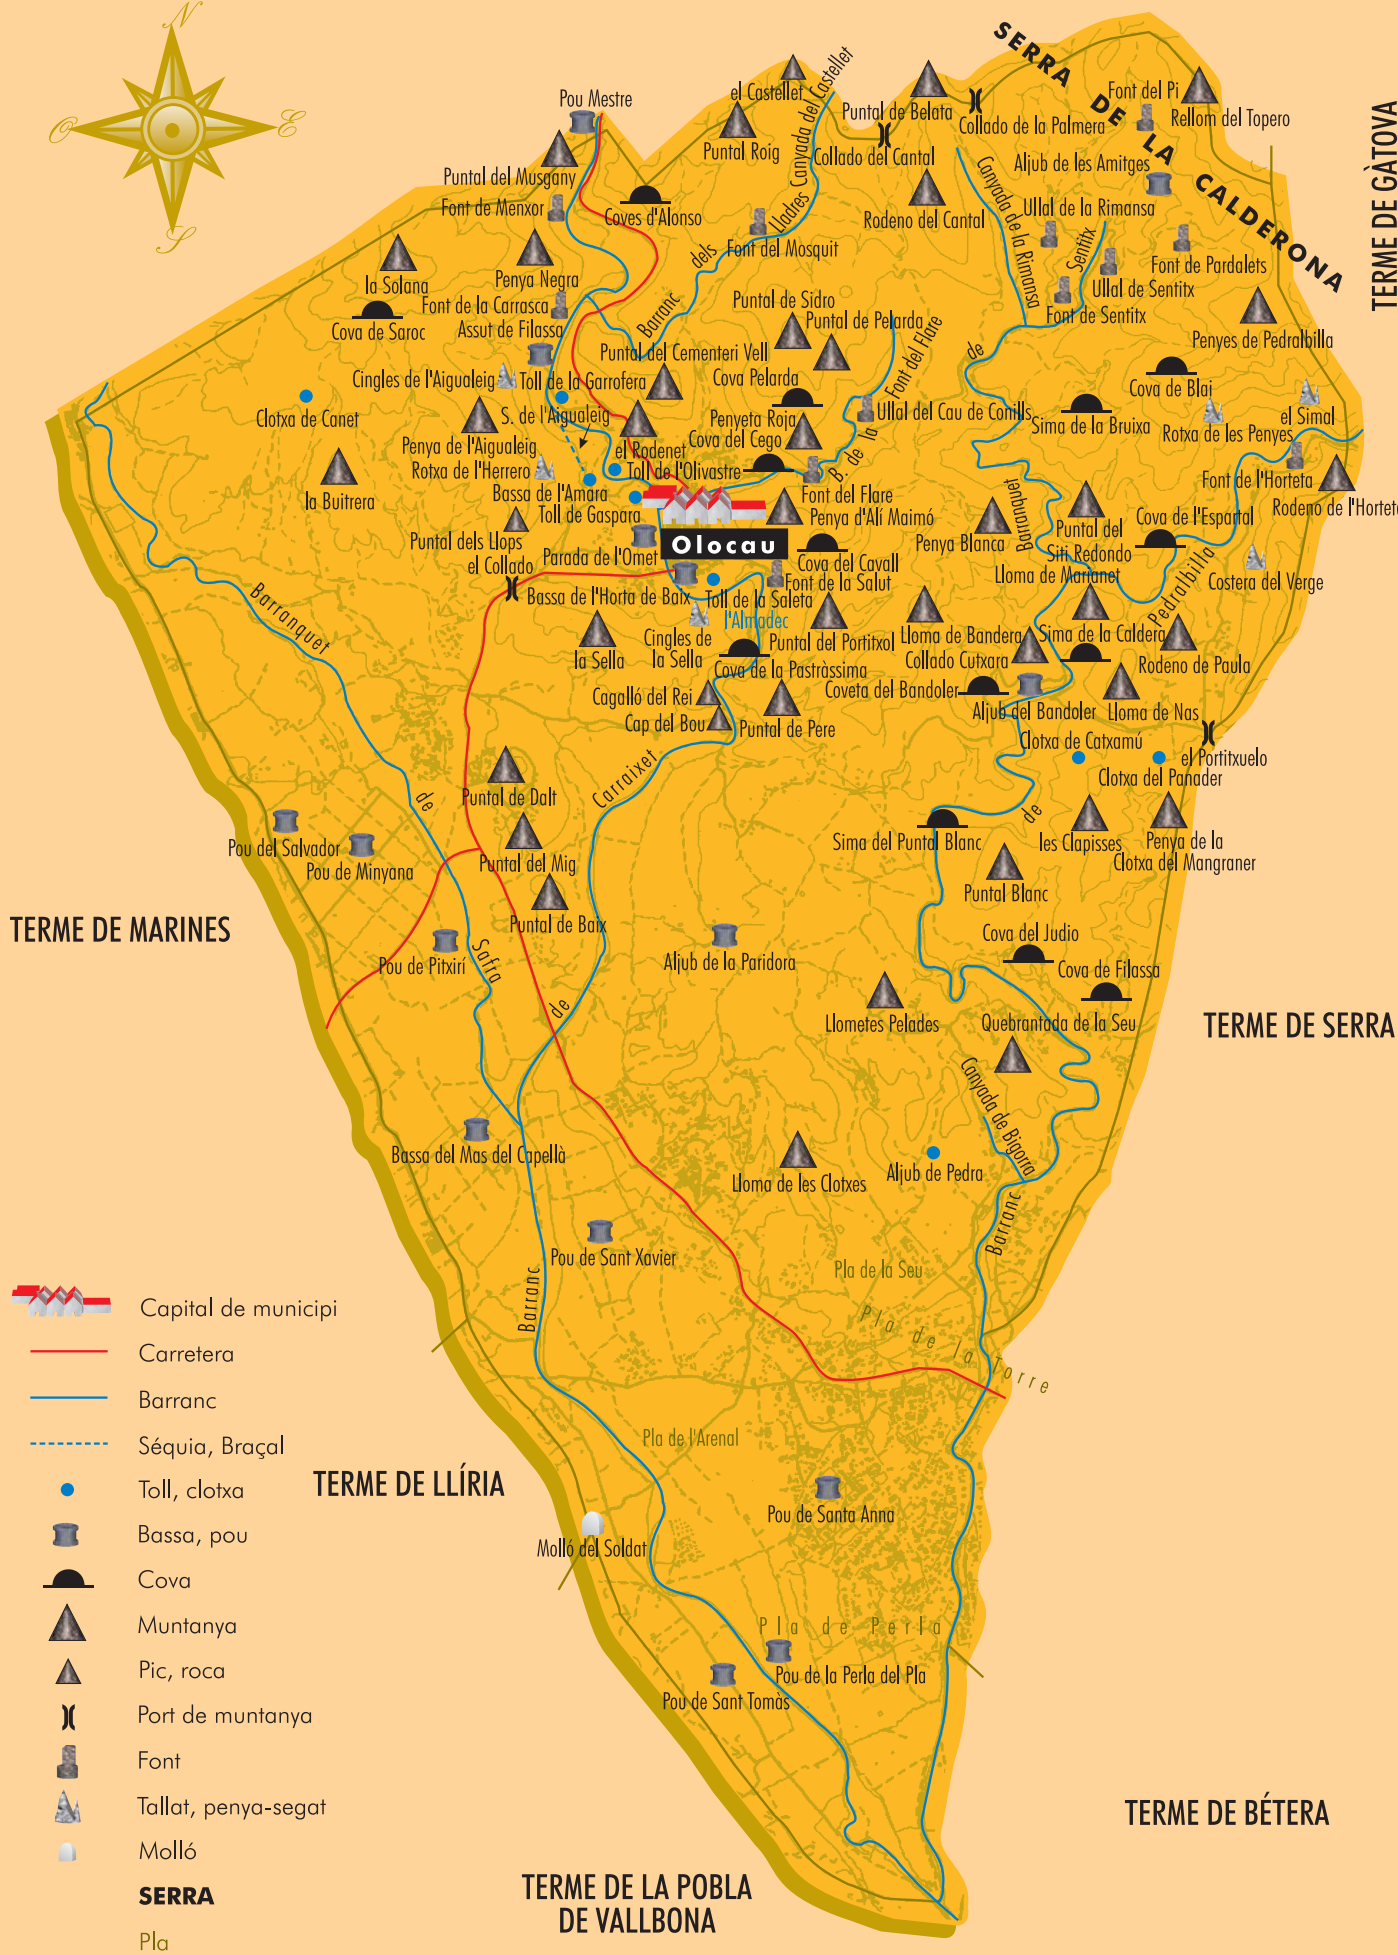 N
E
S
O
SERRA DE LA CALDERONA
TERME DE GÀTOVA
el Castellet
Pou Mestre
Puntal de Belata
Font del Pi
Collado de la Palmera
Rellom del Topero
Puntal Roig
Collado del Cantal
Aljub de les Amitges
Puntal del Musgany
Font de Menxor
Coves d'Alonso
Rodeno del Cantal
Ullal de la Rimansa
Barranc dels Lladres
Canyada del Castellet
Canyada de la Rimansa
Sentitx
Font del Mosquit
Font de Pardalets
la Solana
Penya Negra
Ullal de Sentitx
Font de la Carrasca
Puntal de Sidro
Font de Sentitx
Cova de Saroc
Assut de Filassa
Puntal de Pelarda
Penyes de Pedralbilla
Puntal del Cementeri Vell
B. de la Font del Flare
Cingles de l'Aigualeig
Toll de la Garrofera
Cova Pelarda
Cova de Blai
Clotxa de Canet
S. de l'Aigualeig
Penyeta Roja
Ullal del Cau de Conills
Sima de la Bruixa
Rotxa de les Penyes
el Simal
Penya de l'Aigualeig
el Rodenet
Cova del Cego
Rotxa de l'Herrero
Toll de l'Olivastre
Font de l'Horteta
la Buitrera
Bassa de l'Amara
Font del Flare
Rodeno de l'Hortet
Toll de Gaspara
Penya d'Alí Maimó
Cova de l'Espartal
Puntal dels Llops
Parada de l'Omet
Olocau
Penya Blanca
Puntal del
Siti Redondo
el Collado
Cova del Cavall
Lloma de Marianet
Costera del Verge
Bassa de l'Horta de Baix
Toll de la Saleta
Font de la Salut
Barranquet de Pedralbilla
l'Almadec
Cingles de
la Sella
la Sella
Puntal del Portitxol
Lloma de Bandera
Sima de la Caldera
Cova de la Pastràssima
Collado Cutxara
Rodeno de Paula
Cagalló del Rei
Coveta del Bandoler
Aljub del Bandoler
Lloma de Nas
Cap del Bou
Puntal de Pere
Clotxa de Catxamú
el Portitxuelo
Clotxa del Panader
Barranquet de Safra
Barranc de Carraixet
Puntal de Dalt
Pou del Salvador
Puntal del Mig
Sima del Puntal Blanc
les Clapisses
Penya de la
Clotxa del Mangraner
Pou de Minyana
Puntal Blanc
Puntal de Baix
TERME DE MARINES
Cova del Judio
Pou de Pitxirí
Aljub de la Paridora
Cova de Filassa
Llometes Pelades
Quebrantada de la Seu
TERME DE SERRA
Canyada de Bigorra
Bassa del Mas del Capellà
Lloma de les Clotxes
Aljub de Pedra
Barranc de
de
Pou de Sant Xavier
Pla de la Seu
Pla de la Torre
Pla de l'Arenal
TERME DE LLÍRIA
Pou de Santa Anna
Molló del Soldat
Pla de Perla
Pou de la Perla del Pla
Pou de Sant Tomàs
TERME DE BÉTERA
TERME DE LA POBLA
DE VALLBONA
Capital de municipi
Carretera
Barranc
Séquia, Braçal
Toll, clotxa
Bassa, pou
Cova
Muntanya
Pic, roca
Port de muntanya
Font
Tallat, penya-segat
Molló
SERRA
Pla